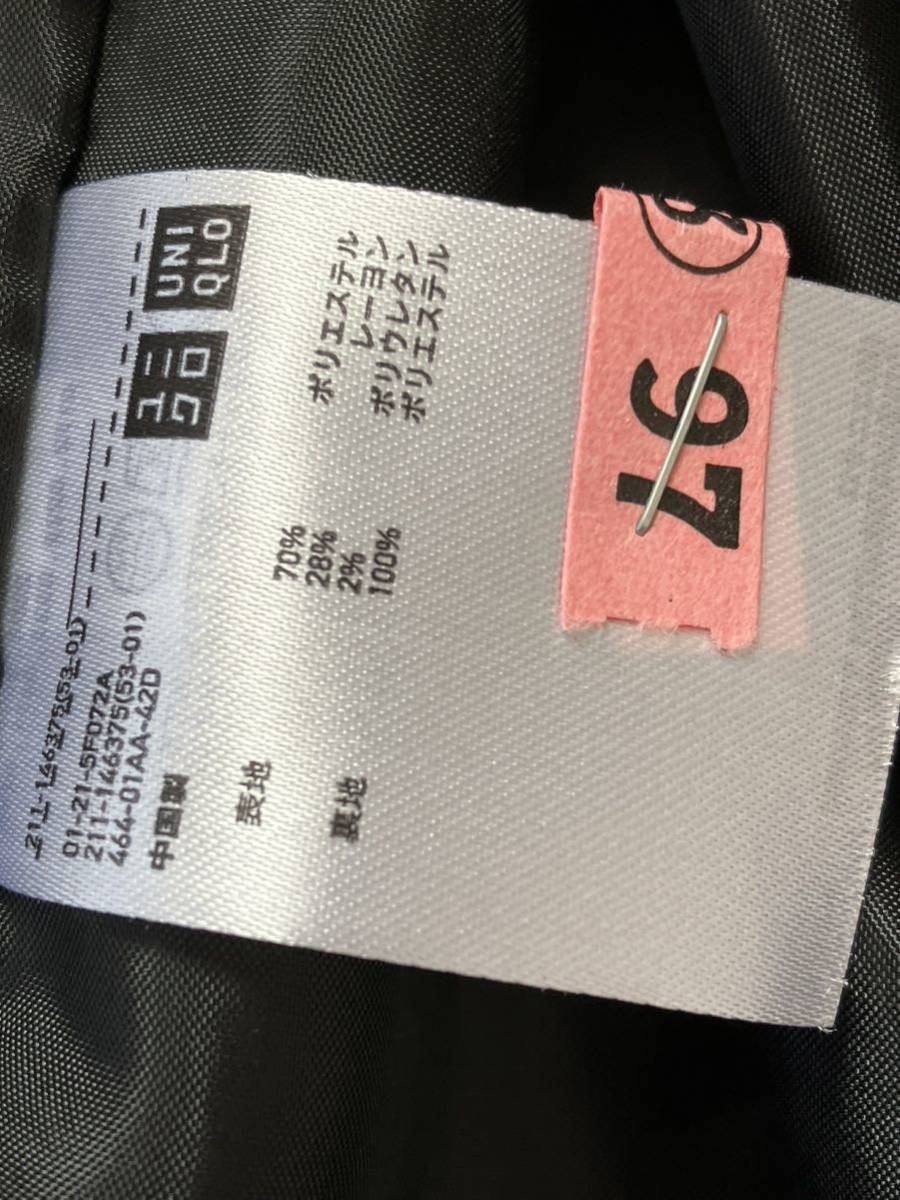 211-146375(53-01)
01-21-5F072A
211-146375(53-01)
464-01AA-42D
ユニ UNI
クロ QLO
中国製
表地 70% ポリエステル
28% レーヨン
2% ポリウレタン
裏地 100% ポリエステル
97